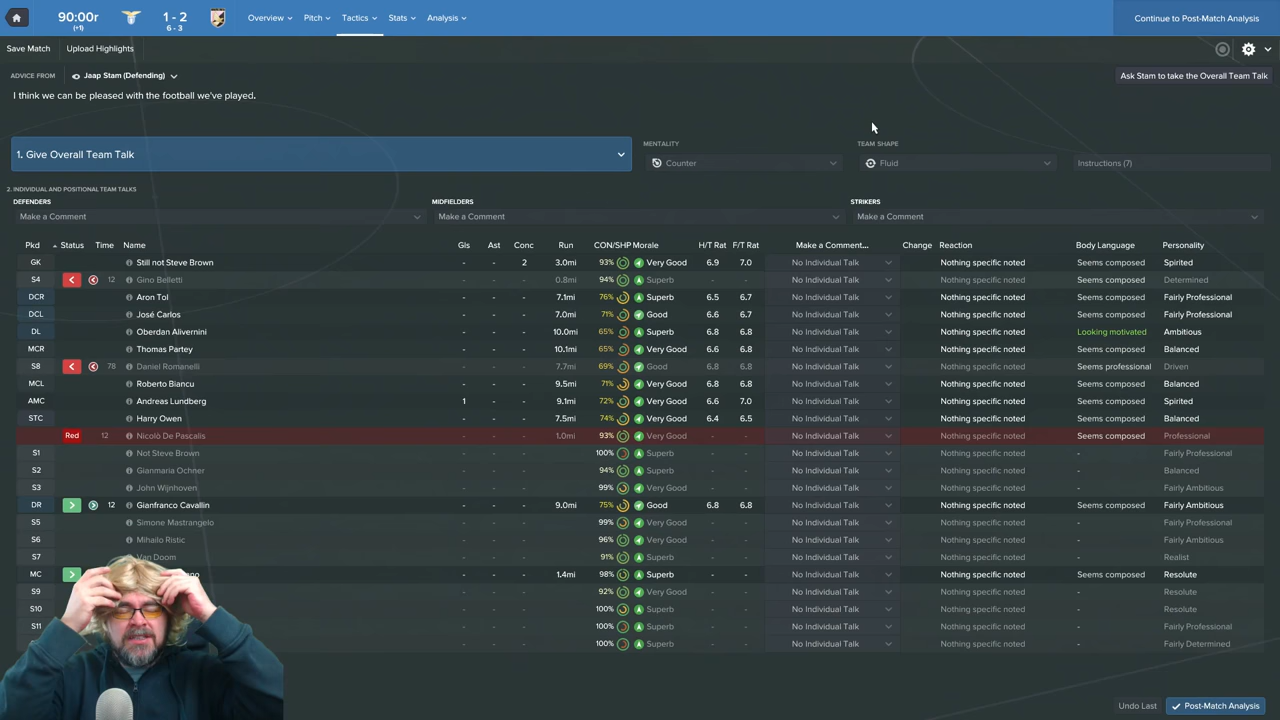 90:00r 1 - 2 Overview Pitch Tactics Stats Analysis Continue to Post-Match Analysis
(+1) 6 - 3
Save Match Upload Highlights
ADVICE FROM Jaap Stam (Defending) Ask Stam to take the Overall Team Talk
I think we can be pleased with the football we've played.
MENTALITY TEAM SHAPE
1. Give Overall Team Talk Counter Fluid Instructions (7)
2. INDIVIDUAL AND POSITIONAL TEAM TALKS
DEFENDERS MIDFIELDERS STRIKERS
Make a Comment Make a Comment Make a Comment
Pkd Status Time Name Gls Ast Conc Run CON/SHP Morale H/T Rat F/T Rat Make a Comment... Change Reaction Body Language Personality
GK Still not Steve Brown - - 2 3.0mi 93% Very Good 6.9 7.0 No Individual Talk Nothing specific noted Seems composed Spirited
S4 12 Gino Belletti - - - 0.8mi 94% Superb - - No Individual Talk Nothing specific noted Seems composed Determined
DCR Aron Tol - - - 7.1mi 76% Superb 6.5 6.7 No Individual Talk Nothing specific noted Seems composed Fairly Professional
DCL José Carlos - - - 7.0mi 71% Good 6.6 6.7 No Individual Talk Nothing specific noted Seems composed Fairly Professional
DL Oberdan Alivernini - - - 10.0mi 65% Superb 6.8 6.8 No Individual Talk Nothing specific noted Looking motivated Ambitious
MCR Thomas Partey - - - 10.1mi 65% Very Good 6.6 6.8 No Individual Talk Nothing specific noted Seems composed Balanced
S8 78 Daniel Romanelli - - - 7.7mi 69% Good 6.8 6.8 No Individual Talk Nothing specific noted Seems professional Driven
MCL Roberto Biancu - - - 9.5mi 71% Very Good 6.8 6.8 No Individual Talk Nothing specific noted Seems composed Balanced
AMC Andreas Lundberg 1 - - 9.1mi 72% Very Good 6.6 7.0 No Individual Talk Nothing specific noted Seems composed Spirited
STC Harry Owen - - - 7.5mi 74% Very Good 6.4 6.5 No Individual Talk Nothing specific noted Seems composed Balanced
Red 12 Nicolò De Pascalis - - - 1.0mi 93% Very Good - - No Individual Talk Nothing specific noted Seems composed Professional
S1 Not Steve Brown - - - 100% Superb - - No Individual Talk Nothing specific noted - Fairly Professional
S2 Gianmaria Ochner - - - 94% Superb - - No Individual Talk Nothing specific noted - Balanced
S3 John Wijnhoven - - - 99% Very Good - - No Individual Talk Nothing specific noted - Fairly Ambitious
DR 12 Gianfranco Cavallin - - - 9.0mi 75% Good 6.8 6.8 No Individual Talk Nothing specific noted Seems composed Fairly Ambitious
S5 Simone Mastrangelo - - - 99% Superb - - No Individual Talk Nothing specific noted - Fairly Professional
S6 Mihailo Ristic - - - 96% Very Good - - No Individual Talk Nothing specific noted - Fairly Ambitious
S7 Van Doom - - - 91% Superb - - No Individual Talk Nothing specific noted - Realist
MC - - - 1.4mi 98% Superb - - No Individual Talk Nothing specific noted Seems composed Resolute
S9 - - - 92% Very Good - - No Individual Talk Nothing specific noted - Resolute
S10 - - - 100% Superb - - No Individual Talk Nothing specific noted - Resolute
S11 - - - 100% Superb - - No Individual Talk Nothing specific noted - Fairly Professional
- - - 100% Superb - - No Individual Talk Nothing specific noted - Fairly Determined
Undo Last Post-Match Analysis